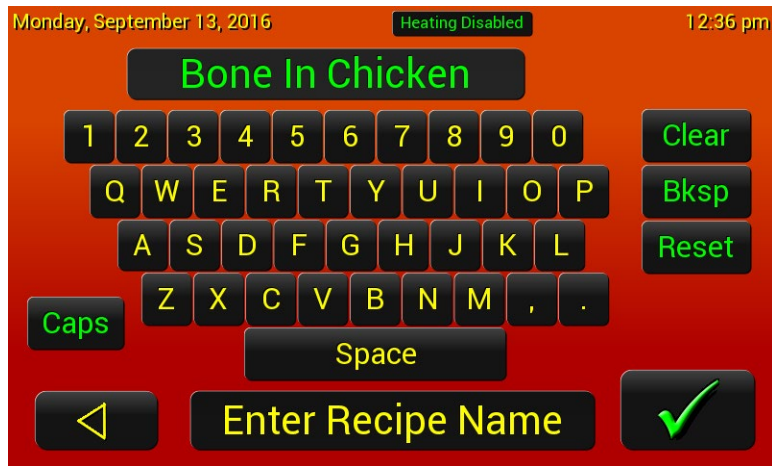 Monday, September 13, 2016 Heating Disabled 12:36 pm
Bone In Chicken
1 2 3 4 5 6 7 8 9 0 Clear
Q W E R T Y U I O P Bksp
A S D F G H J K L Reset
Z X C V B N M , .
Caps
Space
Enter Recipe Name